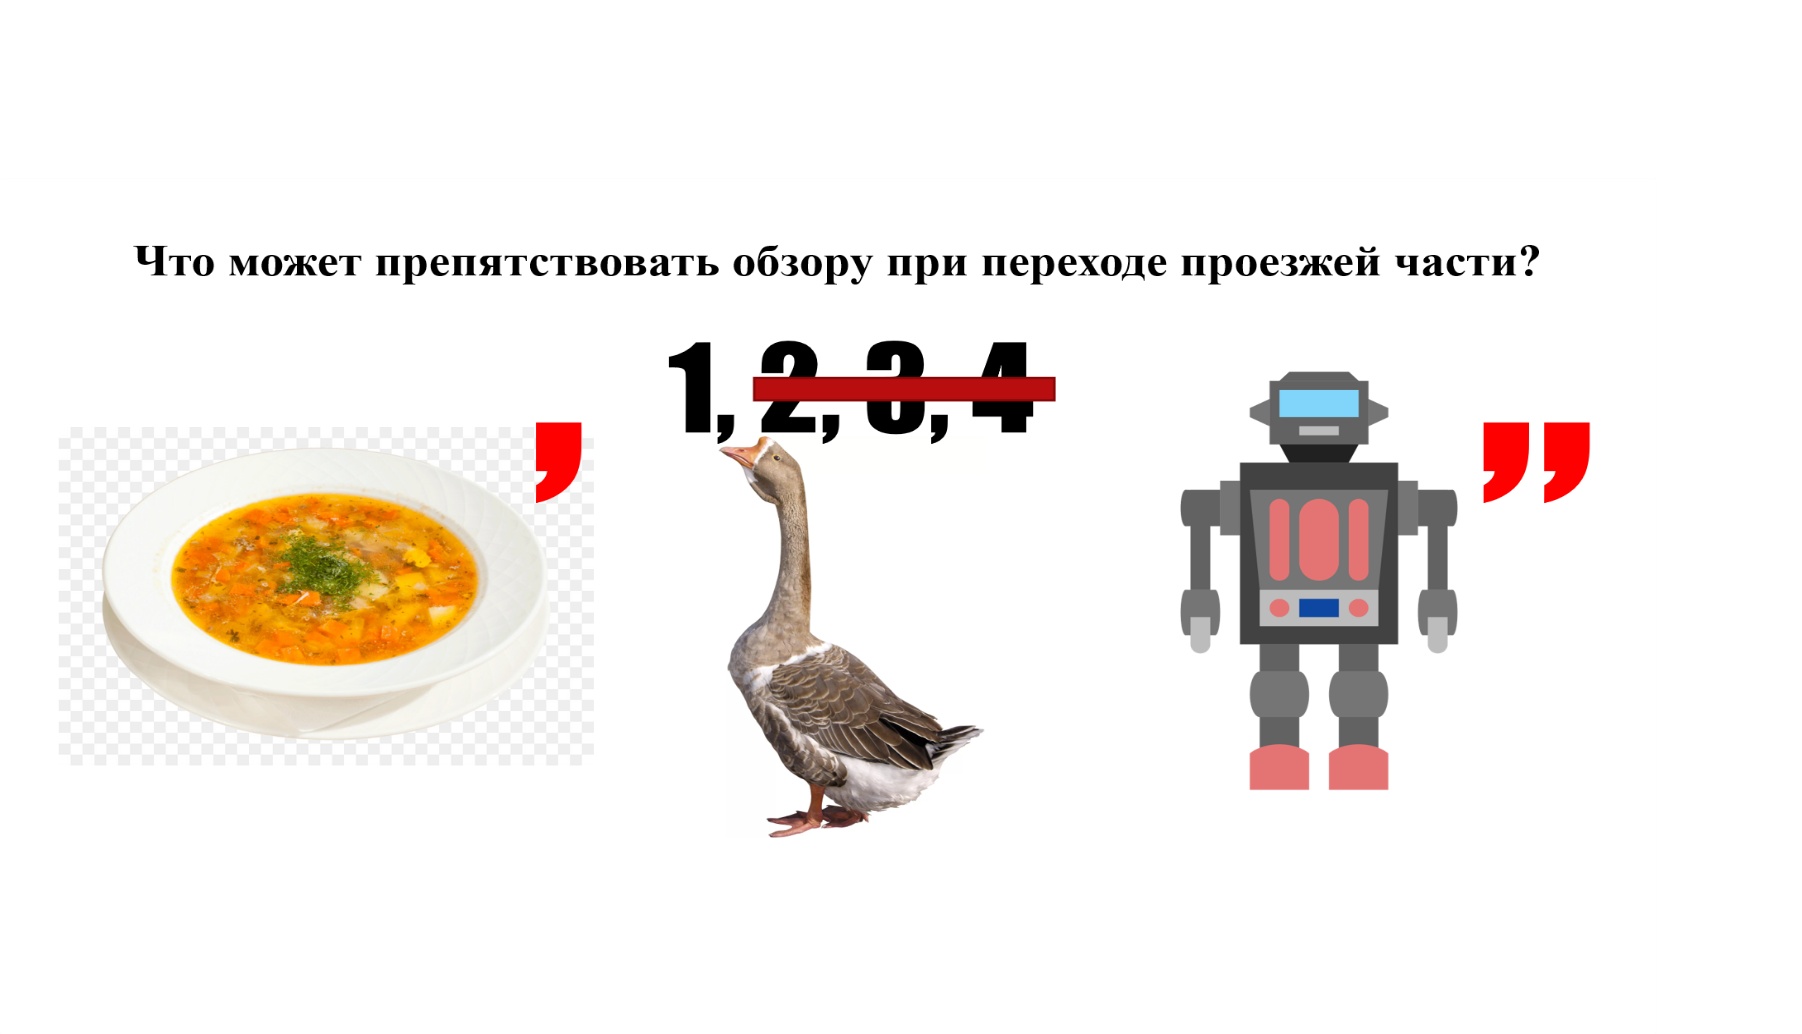 Что может препятствовать обзору при переходе проезжей части?
1, 2, 3, 4
,
,,